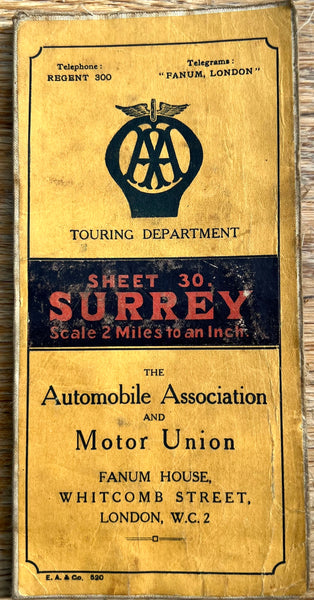 Telephone : Telegrams :
REGENT 300 "FANUM, LONDON"
AA
TOURING DEPARTMENT
SHEET 30.
SURREY
Scale 2 Miles to an Inch.
THE
Automobile Association
AND
Motor Union
FANUM HOUSE,
WHITCOMB STREET,
LONDON, W.C. 2
E. A. & Co. 520